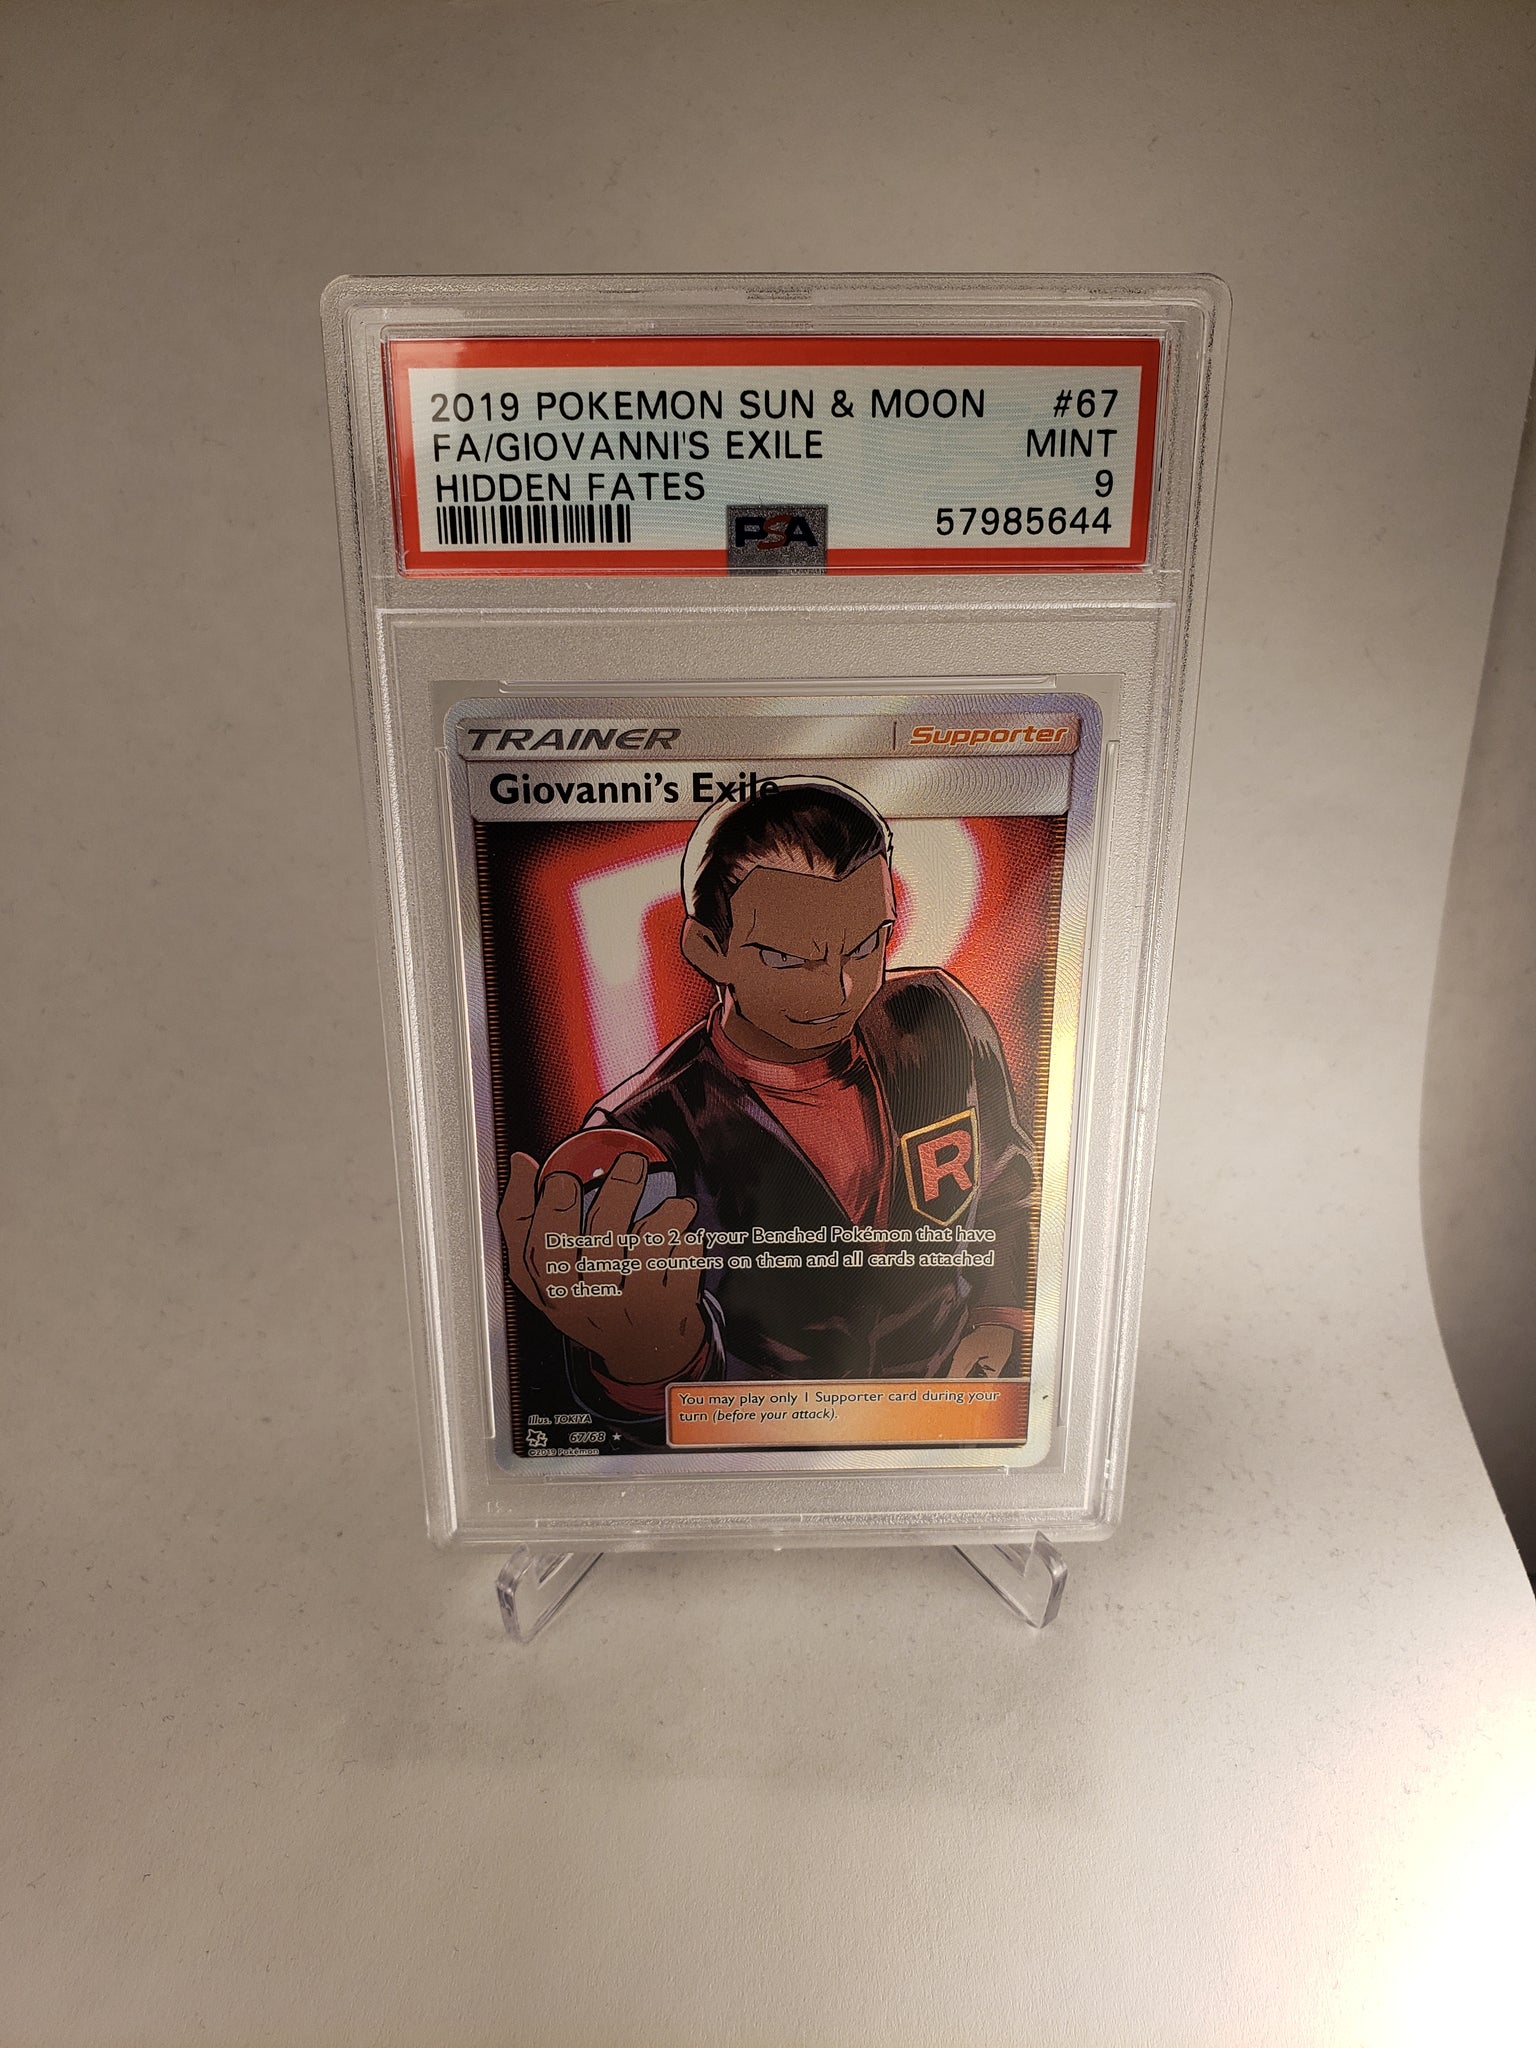 2019 POKEMON SUN & MOON #67
FA/GIOVANNI'S EXILE MINT
HIDDEN FATES 9
PSA 57985644
TRAINER Supporter
Giovanni's Exile
R
Discard up to 2 of your Benched Pokémon that have
no damage counters on them and all cards attached
to them.
You may play only 1 Supporter card during your
turn (before your attack).
Illus. TOKIYA
67/68
©2019 Pokémon